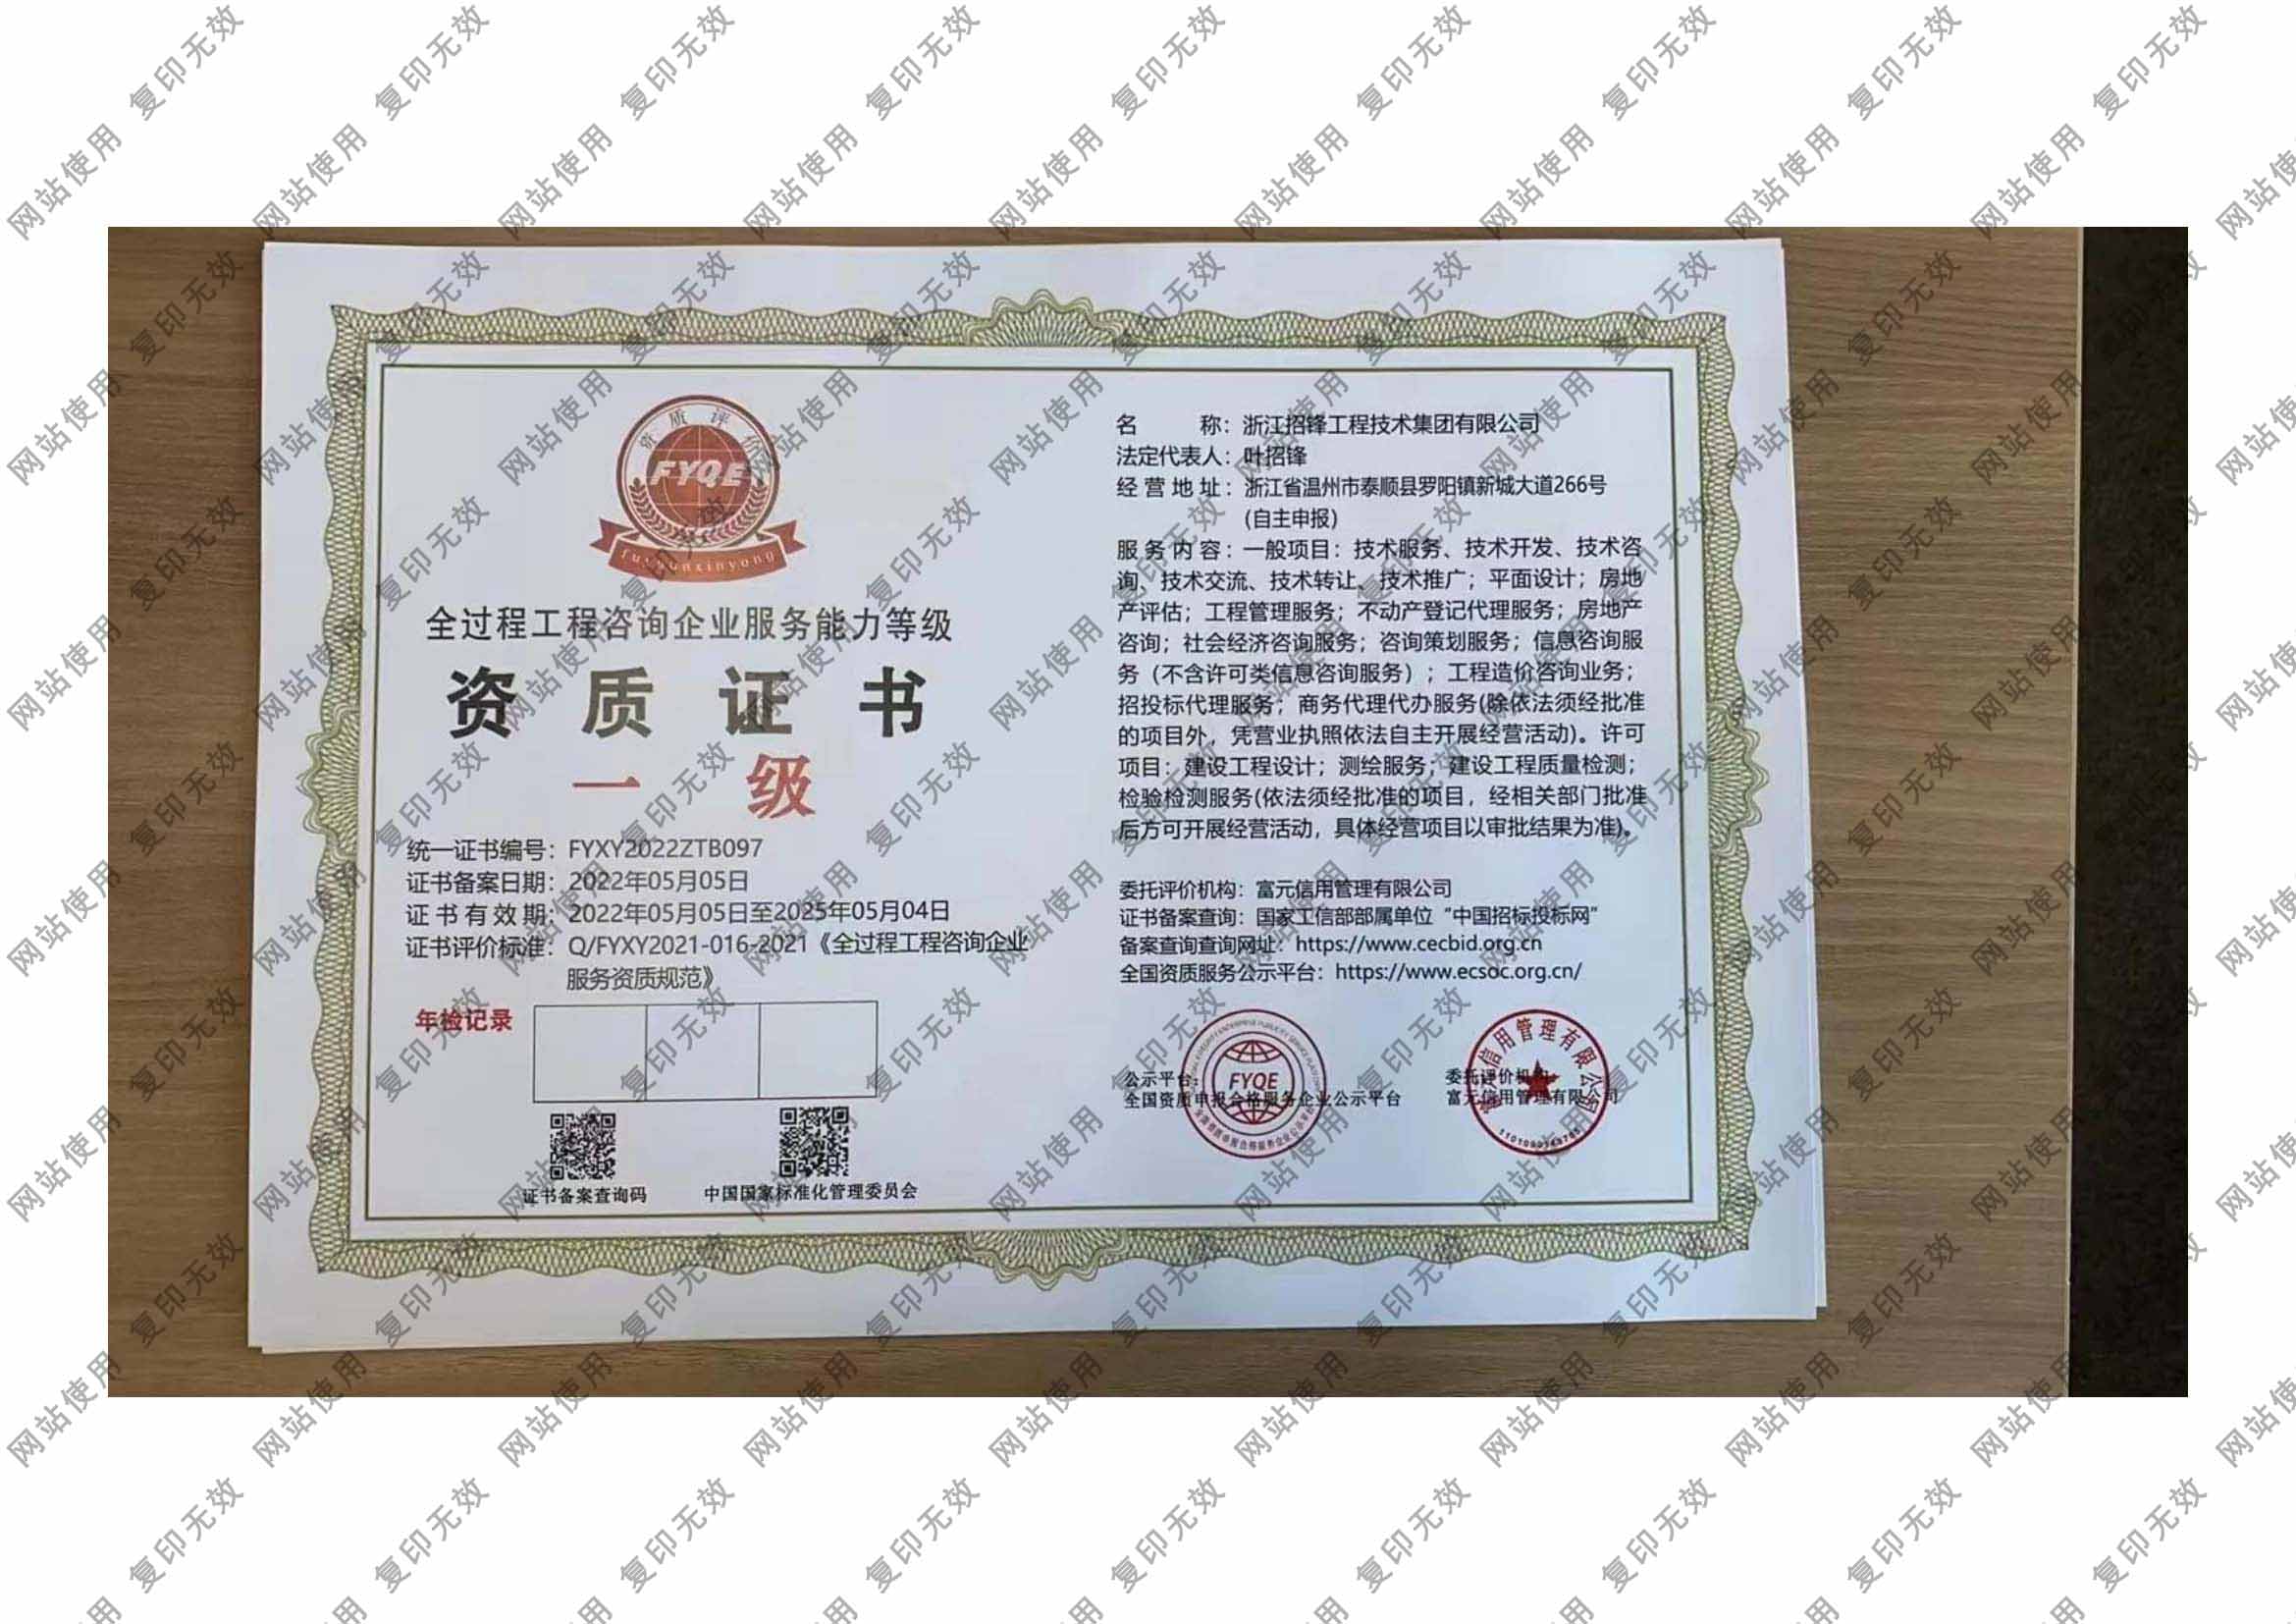 资质评价
FYQE
fuyuanxinyong
全过程工程咨询企业服务能力等级
资质证书
一级
统一证书编号：FYXY2022ZTB097
证书备案日期：2022年05月05日
证书有效期：2022年05月05日至2025年05月04日
证书评价标准：Q/FYXY2021-016-2021《全过程工程咨询企业
服务资质规范》
年检记录
证书备案查询码
中国国家标准化管理委员会
名称：浙江招锋工程技术集团有限公司
法定代表人：叶招锋
经营地址：浙江省温州市泰顺县罗阳镇新城大道266号
(自主申报)
服务内容：一般项目：技术服务、技术开发、技术咨
询、技术交流、技术转让、技术推广；平面设计；房地
产评估；工程管理服务；不动产登记代理服务；房地产
咨询；社会经济咨询服务；咨询策划服务；信息咨询服
务（不含许可类信息咨询服务）；工程造价咨询业务；
招投标代理服务；商务代理代办服务(除依法须经批准
的项目外，凭营业执照依法自主开展经营活动)。许可
项目：建设工程设计；测绘服务；建设工程质量检测；
检验检测服务(依法须经批准的项目，经相关部门批准
后方可开展经营活动，具体经营项目以审批结果为准)。
委托评价机构：富元信用管理有限公司
证书备案查询：国家工信部部属单位“中国招标投标网”
备案查询查询网址：https://www.cecbid.org.cn
全国资质服务公示平台：https://www.ecsoc.org.cn/
公示平台：
全国资质申报合格服务企业公示平台
FYQE
全国资质申报合格服务企业公示平台
委托评价机构：
富元信用管理有限公司
富元信用管理有限公司
网站使用 复印无效